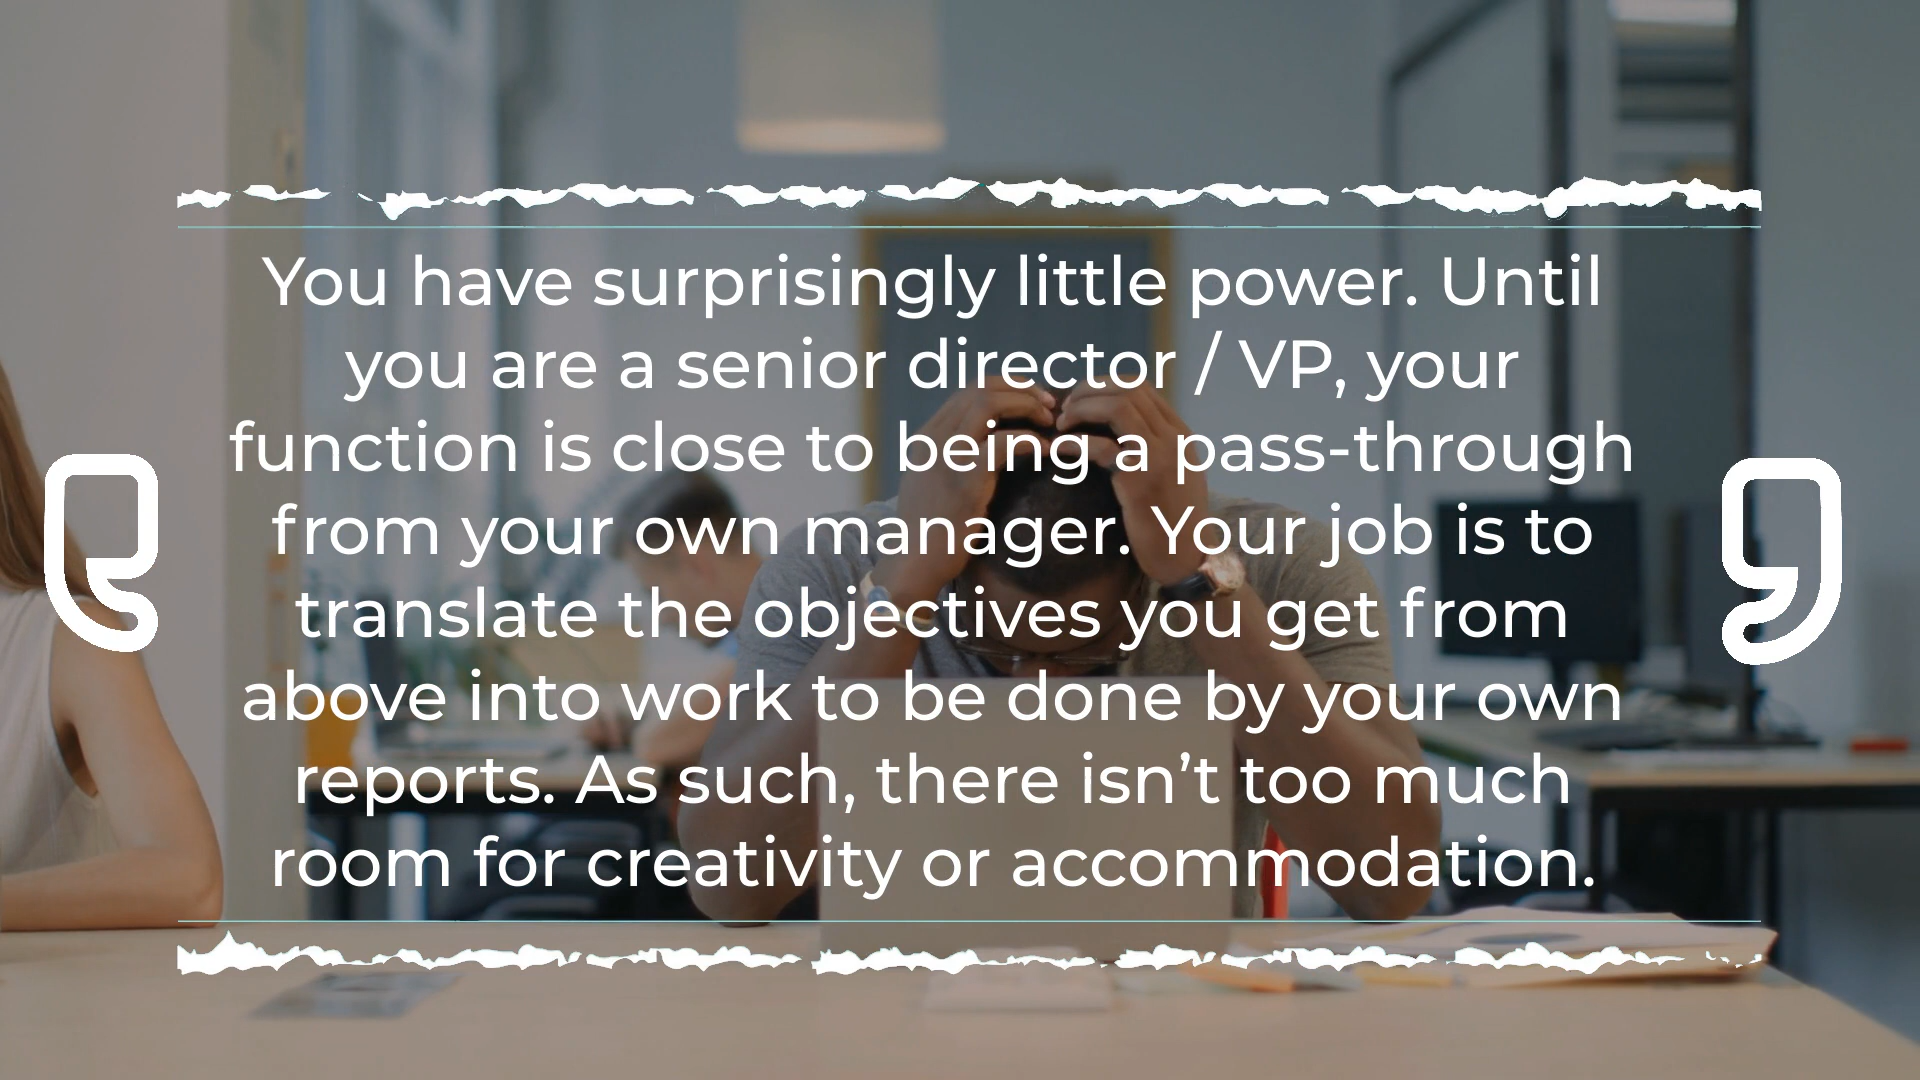 You have surprisingly little power. Until
you are a senior director / VP, your
function is close to being a pass-through
from your own manager. Your job is to
translate the objectives you get from
above into work to be done by your own
reports. As such, there isn’t too much
room for creativity or accommodation.